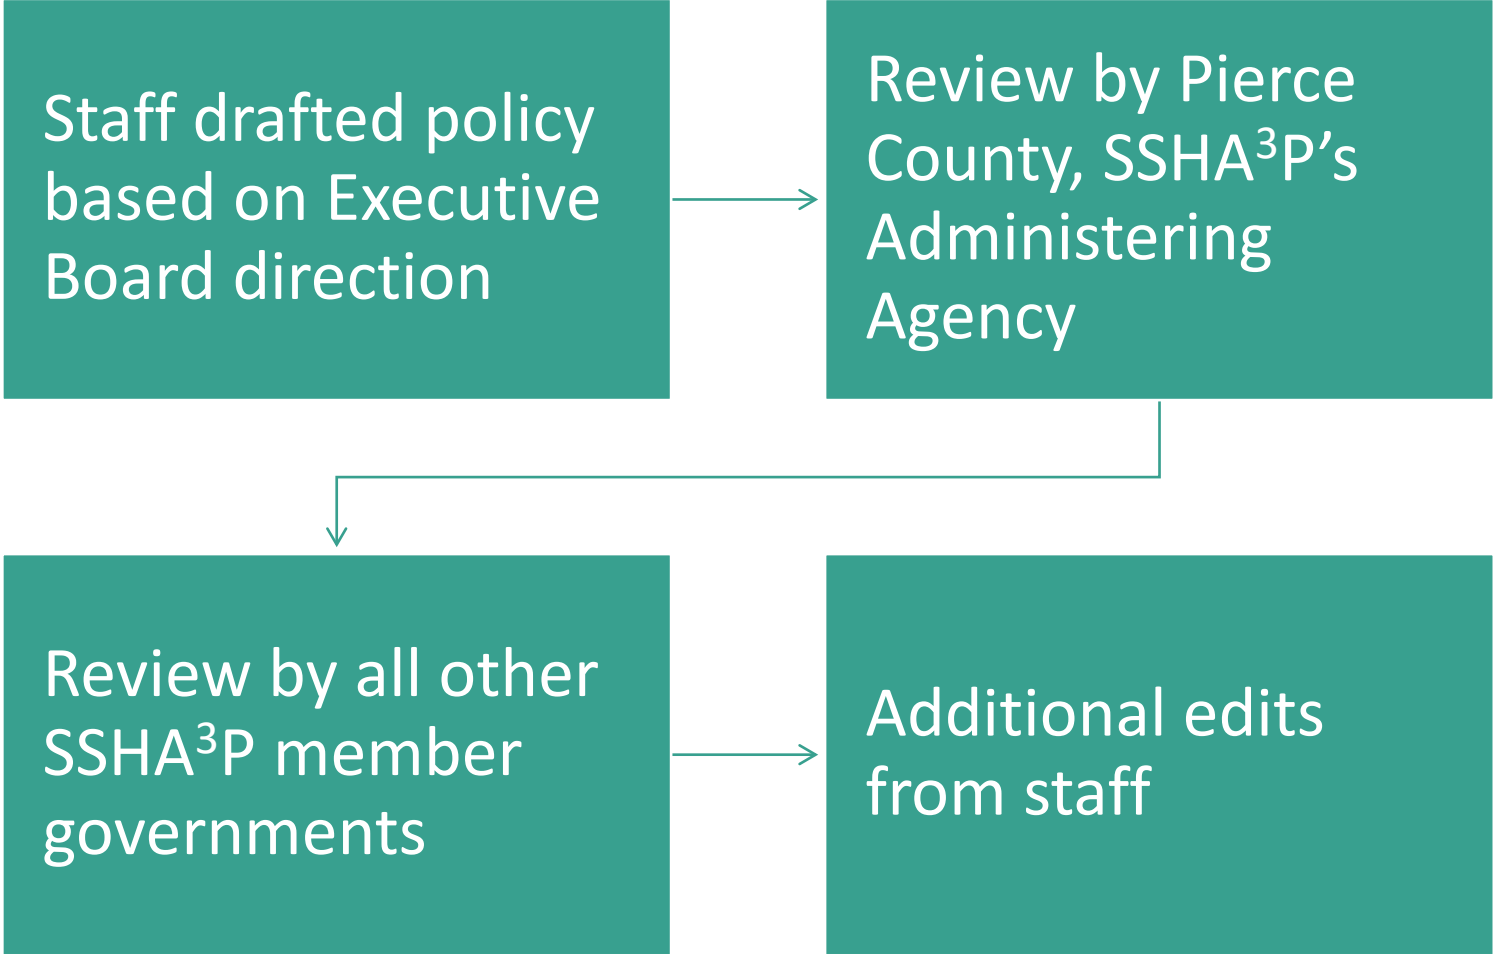 Staff drafted policy
based on Executive
Board direction
Review by Pierce
County, SSHA³P’s
Administering
Agency
Review by all other
SSHA³P member
governments
Additional edits
from staff